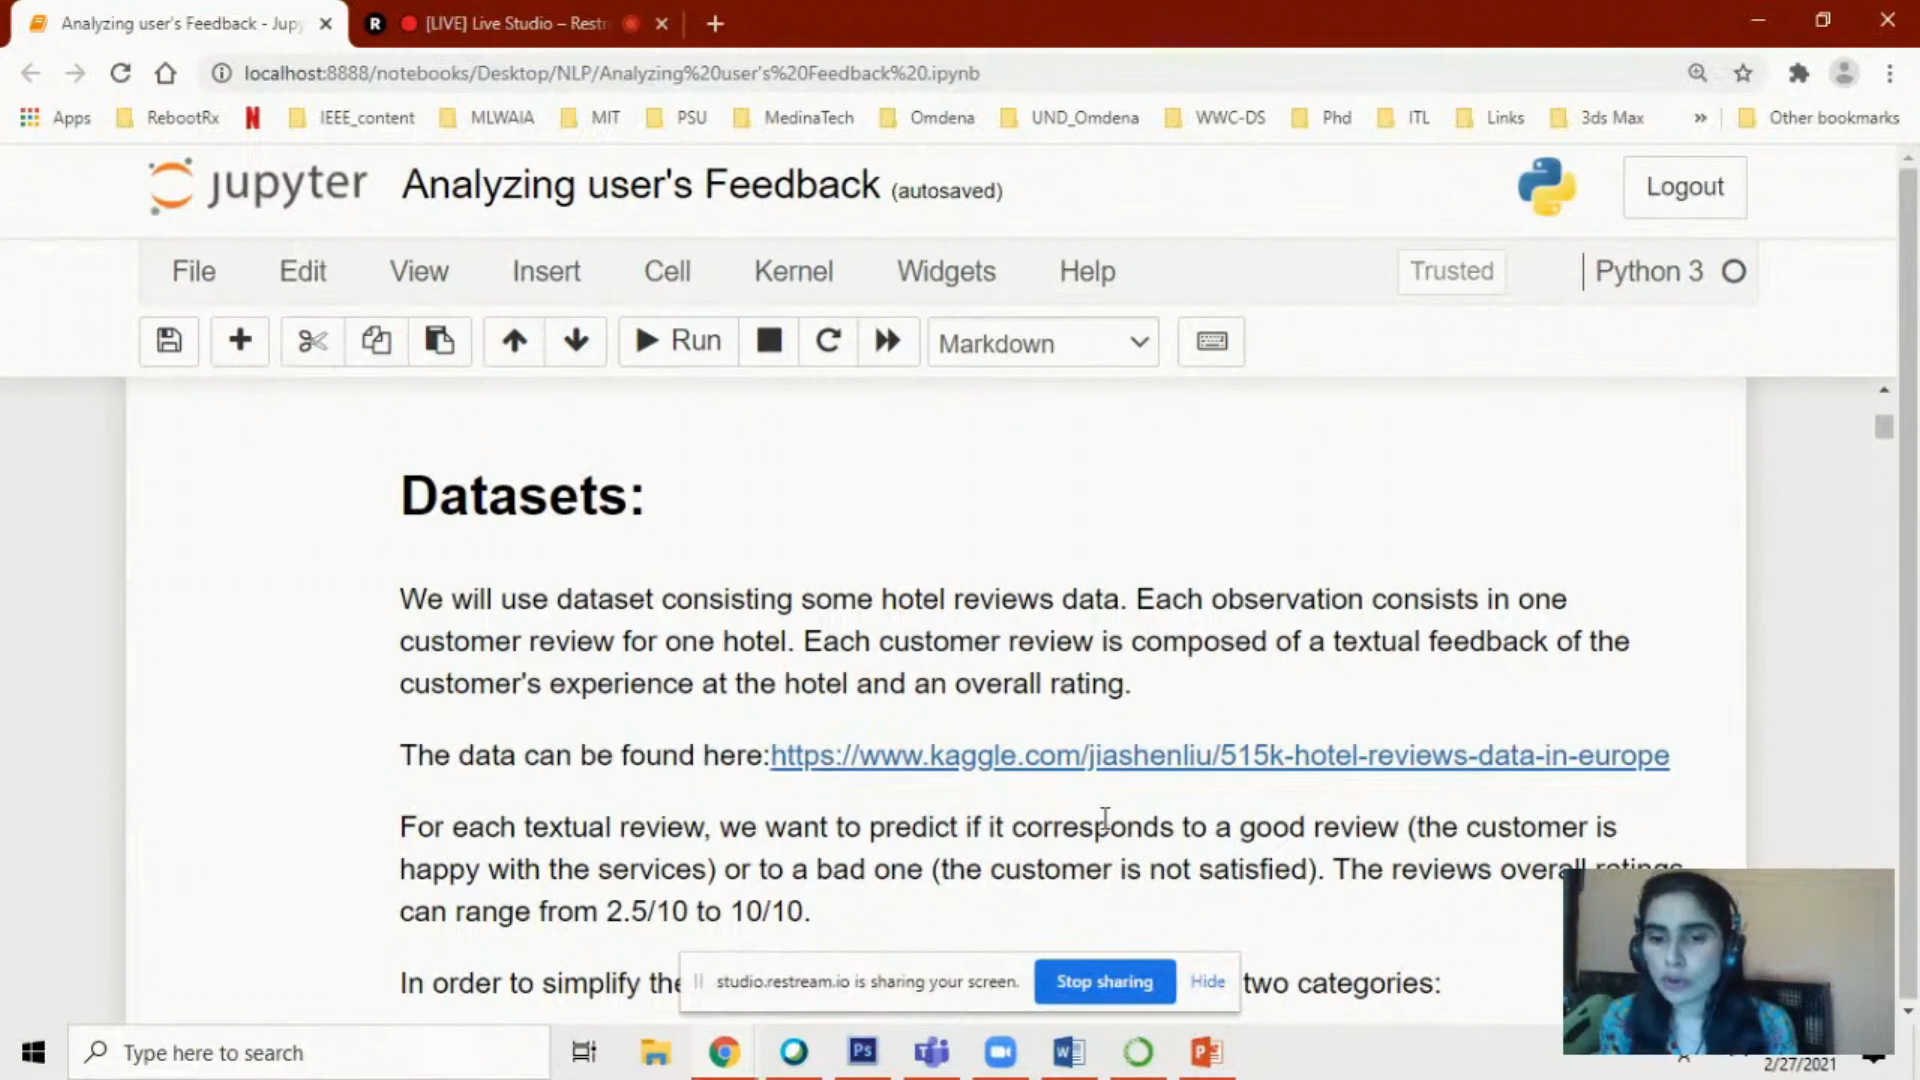 Analyzing user's Feedback - Jupy
R [LIVE] Live Studio – Restr
localhost:8888/notebooks/Desktop/NLP/Analyzing%20user's%20Feedback%20.ipynb
Apps RebootRx N IEEE_content MLWAIA MIT PSU MedinaTech Omdena UND_Omdena WWC-DS Phd ITL Links 3ds Max » Other bookmarks
jupyter Analyzing user's Feedback (autosaved) Logout
File Edit View Insert Cell Kernel Widgets Help Trusted Python 3
Run Markdown
Datasets:
We will use dataset consisting some hotel reviews data. Each observation consists in one
customer review for one hotel. Each customer review is composed of a textual feedback of the
customer's experience at the hotel and an overall rating.
The data can be found here:https://www.kaggle.com/jiashenliu/515k-hotel-reviews-data-in-europe
For each textual review, we want to predict if it corresponds to a good review (the customer is
happy with the services) or to a bad one (the customer is not satisfied). The reviews overall ratings
can range from 2.5/10 to 10/10.
In order to simplify the two categories:
studio.restream.io is sharing your screen. Stop sharing Hide
Type here to search Ps W P
2/27/2021